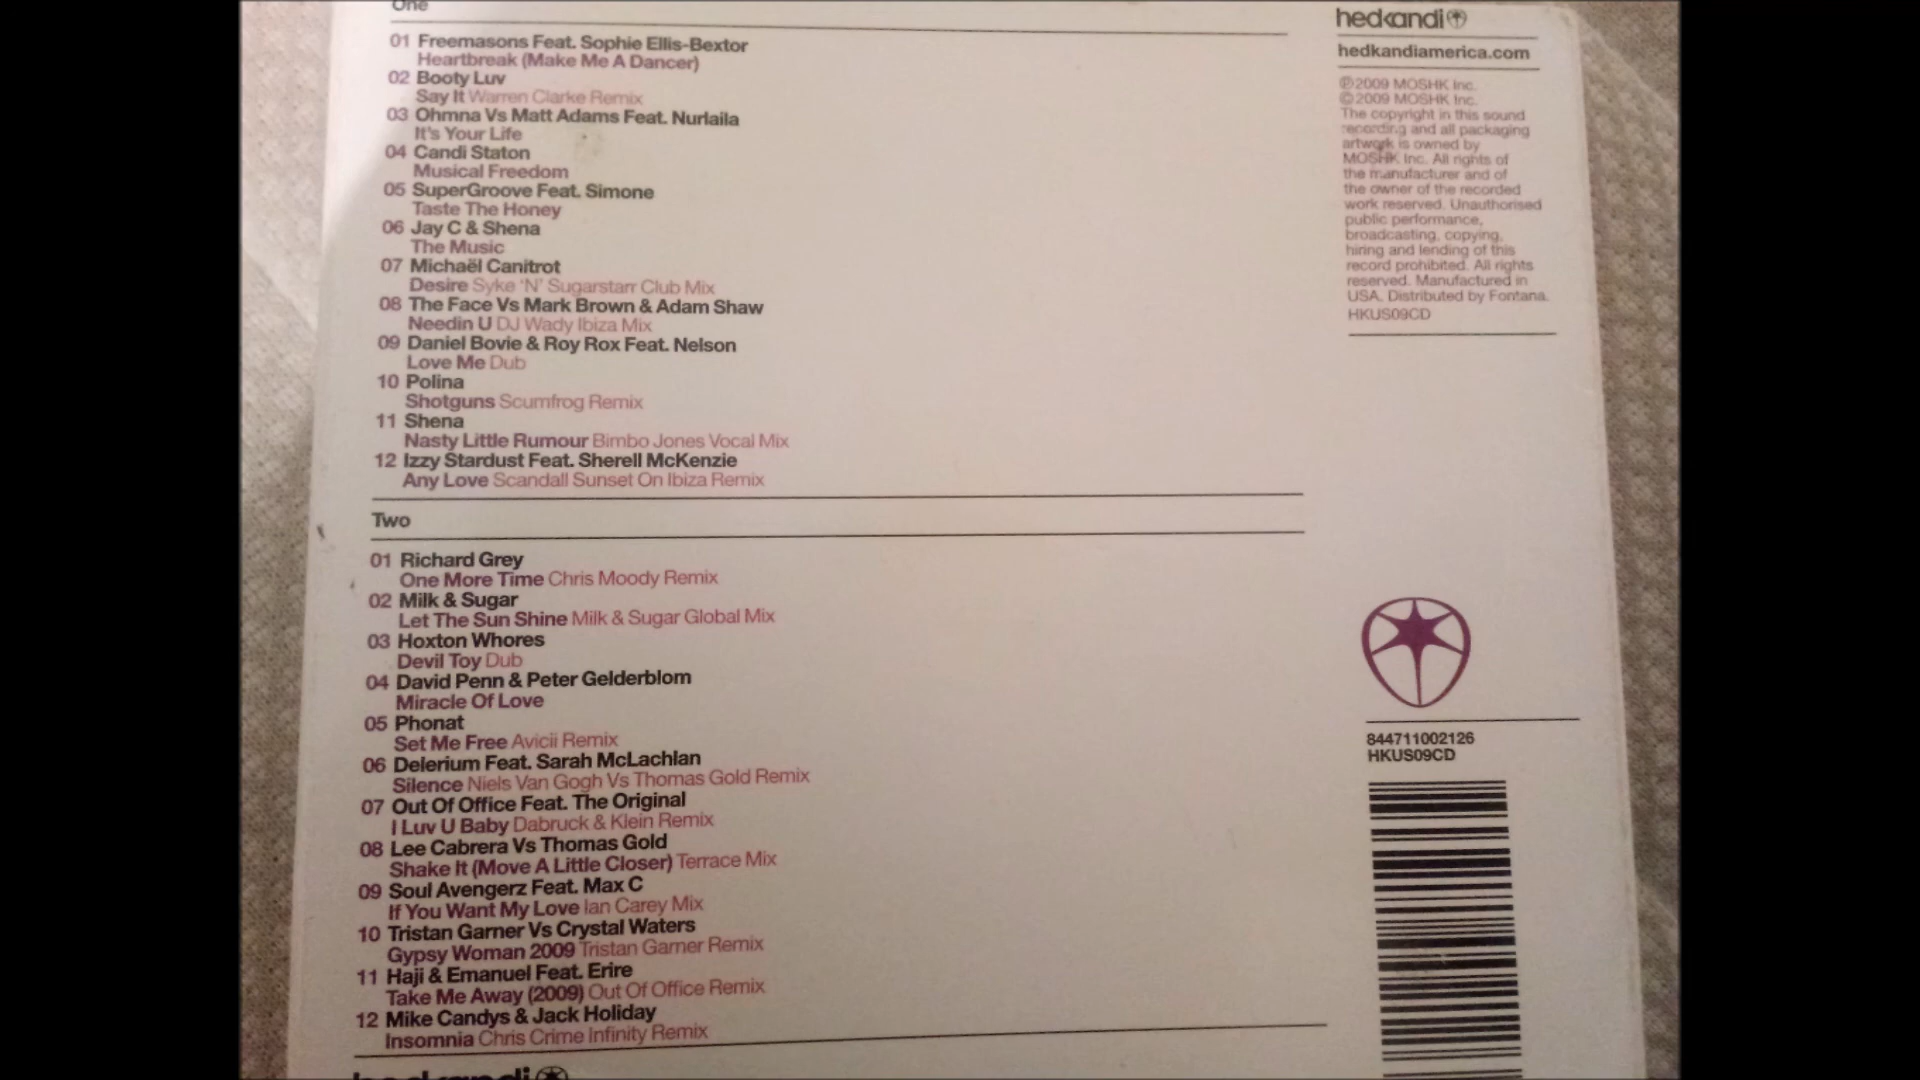 One
01 Freemasons Feat. Sophie Ellis-Bextor
Heartbreak (Make Me A Dancer)
02 Booty Luv
Say It Warren Clarke Remix
03 Ohmna Vs Matt Adams Feat. Nurlaila
It's Your Life
04 Candi Staton
Musical Freedom
05 SuperGroove Feat. Simone
Taste The Honey
06 Jay C & Shena
The Music
07 Michaël Canitrot
Desire Syke 'N' Sugarstarr Club Mix
08 The Face Vs Mark Brown & Adam Shaw
Needin U DJ Wady Ibiza Mix
09 Daniel Bovie & Roy Rox Feat. Nelson
Love Me Dub
10 Polina
Shotguns Scumfrog Remix
11 Shena
Nasty Little Rumour Bimbo Jones Vocal Mix
12 Izzy Stardust Feat. Sherell McKenzie
Any Love Scandall Sunset On Ibiza Remix
Two
01 Richard Grey
One More Time Chris Moody Remix
02 Milk & Sugar
Let The Sun Shine Milk & Sugar Global Mix
03 Hoxton Whores
Devil Toy Dub
04 David Penn & Peter Gelderblom
Miracle Of Love
05 Phonat
Set Me Free Avicii Remix
06 Delerium Feat. Sarah McLachlan
Silence Niels Van Gogh Vs Thomas Gold Remix
07 Out Of Office Feat. The Original
I Luv U Baby Dabruck & Klein Remix
08 Lee Cabrera Vs Thomas Gold
Shake It (Move A Little Closer) Terrace Mix
09 Soul Avengerz Feat. Max C
If You Want My Love Ian Carey Mix
10 Tristan Garner Vs Crystal Waters
Gypsy Woman 2009 Tristan Garner Remix
11 Haji & Emanuel Feat. Erire
Take Me Away (2009) Out Of Office Remix
12 Mike Candys & Jack Holiday
Insomnia Chris Crime Infinity Remix
hedkandi
hedkandi
hedkandiamerica.com
℗2009 MOSHK Inc.
©2009 MOSHK Inc.
The copyright in this sound
recording and all packaging
artwork is owned by
MOSHK Inc. All rights of
the manufacturer and of
the owner of the recorded
work reserved. Unauthorised
public performance,
broadcasting, copying,
hiring and lending of this
record prohibited. All rights
reserved. Manufactured in
USA. Distributed by Fontana.
HKUS09CD
844711002126
HKUS09CD